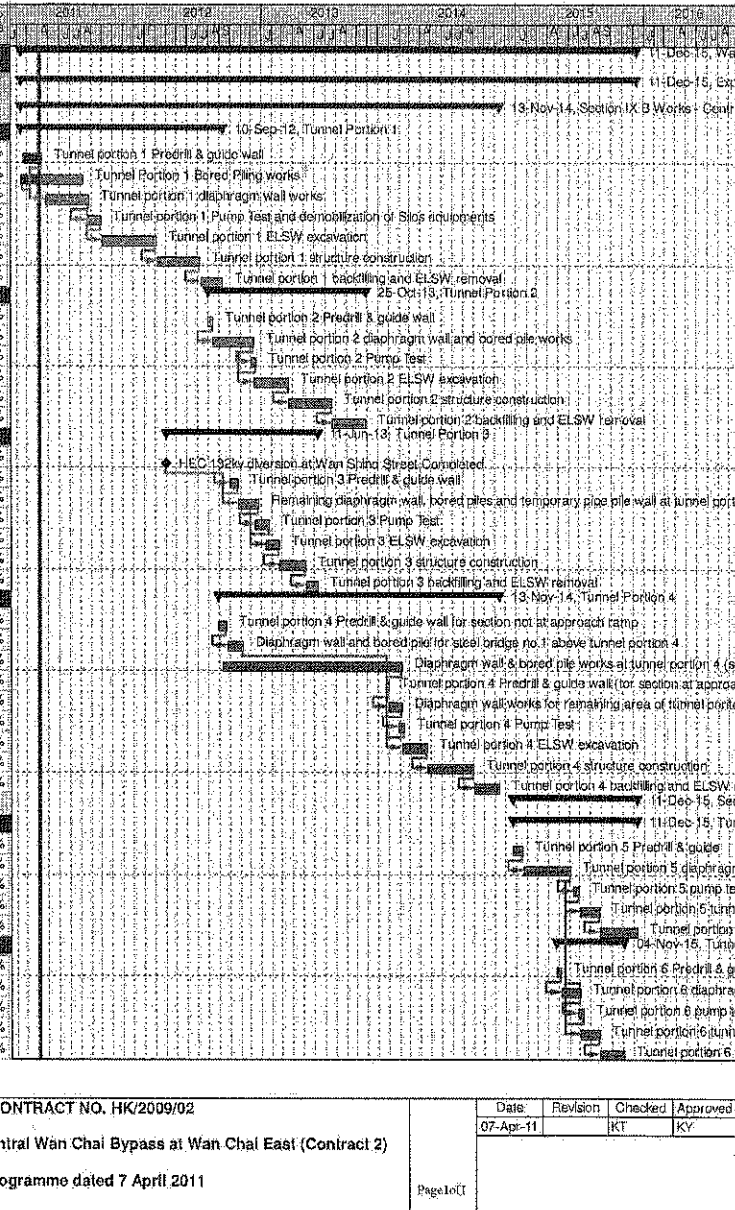 2011 2012 2013 2014 2015 2016
11-Dec-15, Wa
11-Dec-15, Exp
13-Nov-14, Section IX B Works - Centr
10-Sep-12, Tunnel Portion 1
Tunnel portion 1 Predrill & guide wall
Tunnel Portion 1 Bored Piling works
Tunnel portion 1 diaphragm wall works
Tunnel portion 1 Pump Test and demobilization of Silos equipments
Tunnel portion 1 ELSW excavation
Tunnel portion 1 structure construction
Tunnel portion 1 backfilling and ELSW removal
25-Oct-13, Tunnel Portion 2
Tunnel portion 2 Predrill & guide wall
Tunnel portion 2 diaphragm wall and bored pile works
Tunnel portion 2 Pump Test
Tunnel portion 2 ELSW excavation
Tunnel portion 2 structure construction
Tunnel portion 2 backfilling and ELSW removal
11-Jun-13, Tunnel Portion 3
HEC 132kv diversion at Wan Shing Street Completed
Tunnel portion 3 Predrill & guide wall
Remaining diaphragm wall, bored piles and temporary pipe pile wall at tunnel port
Tunnel portion 3 Pump Test
Tunnel portion 3 ELSW excavation
Tunnel portion 3 structure construction
Tunnel portion 3 backfilling and ELSW removal
13-Nov-14, Tunnel Portion 4
Tunnel portion 4 Predrill & guide wall for section not at approach ramp
Diaphragm wall and bored pile for steel bridge no.1 above tunnel portion 4
Diaphragm wall & bored pile works at tunnel portion 4 (s
Tunnel portion 4 Predrill & guide wall (for section at approa
Diaphragm wall works for remaining area of tunnel portio
Tunnel portion 4 Pump Test
Tunnel portion 4 ELSW excavation
Tunnel portion 4 structure construction
Tunnel portion 4 backfilling and ELSW
11-Dec-15, Sec
11-Dec-15, Tun
Tunnel portion 5 Predrill & guide
Tunnel portion 5 diaphragm
Tunnel portion 5 pump te
Tunnel portion 5 tunn
Tunnel portion
04-Nov-15, Tunn
Tunnel portion 6 Predrill & g
Tunnel portion 6 diaphra
Tunnel portion 6 pump t
Tunnel portion 6 tunn
Tunnel portion 6
ONTRACT NO. HK/2009/02
ntral Wan Chai Bypass at Wan Chai East (Contract 2)
ogramme dated 7 April 2011
Page1of1
Date Revision Checked Approved
07-Apr-11 KT KY